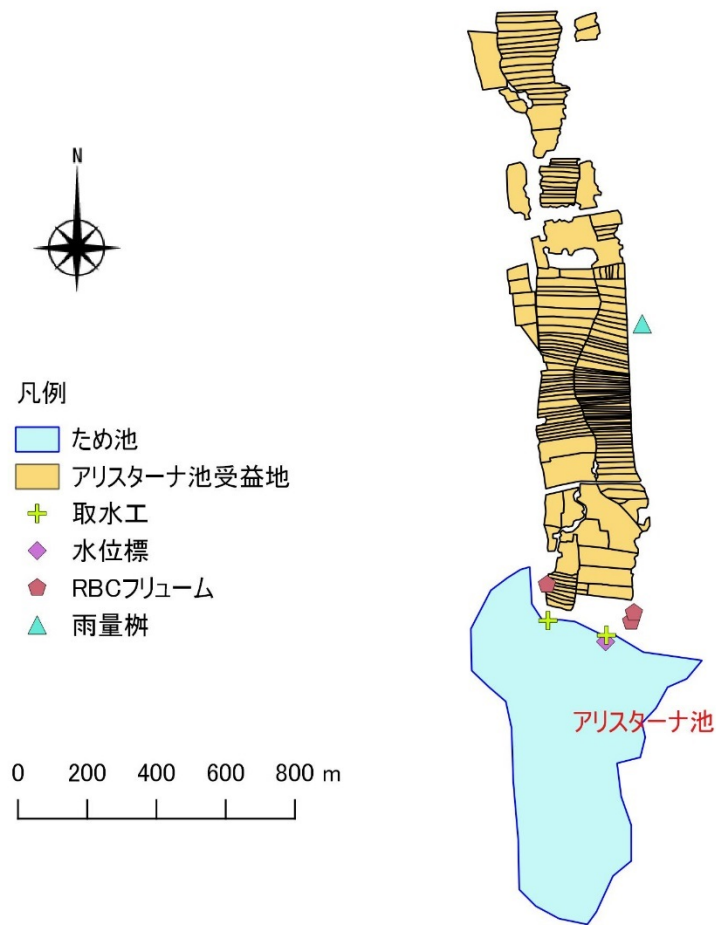 N
凡例
ため池
アリスターナ池受益地
取水工
水位標
RBCフリューム
雨量桝
アリスターナ池
0 200 400 600 800 m